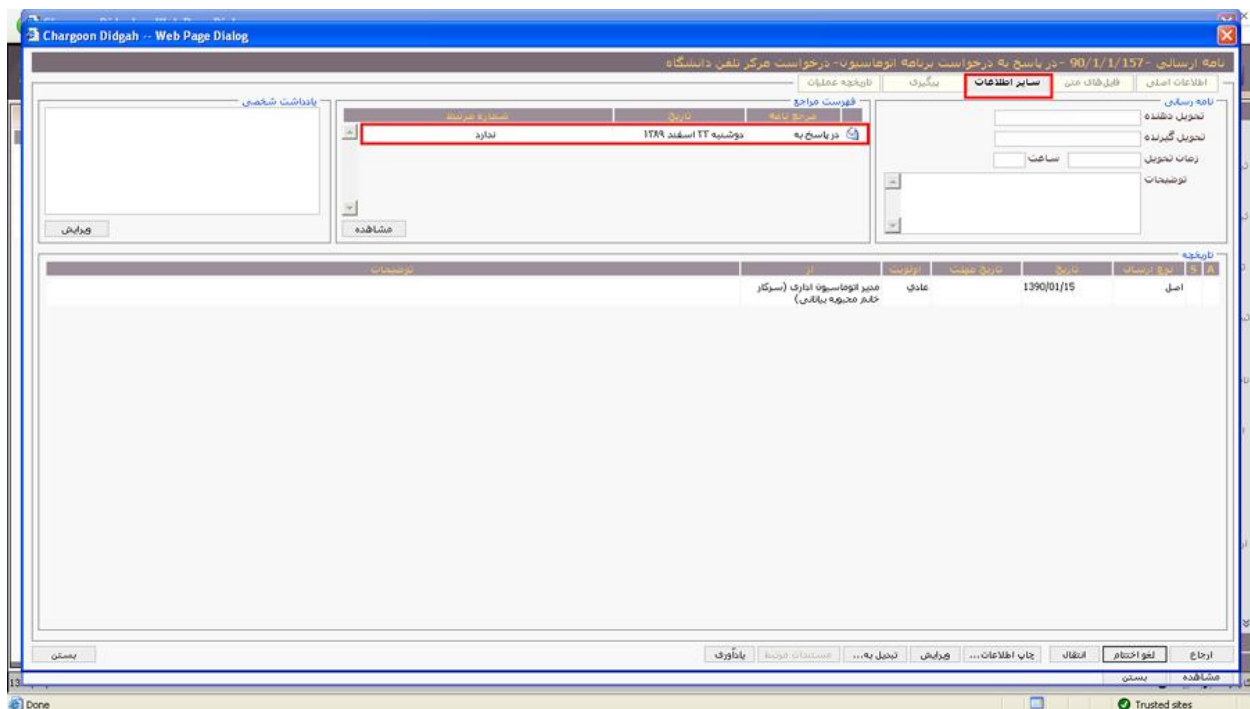 Chargoon Didgah -- Web Page Dialog
نامه ارسالی -90/1/1/157 -در پاسخ به درخواست برنامه اتوماسیون- درخواست مرکز تلفن دانشگاه
اطلاعات اصلی فایل‌های متن سایر اطلاعات پیگیری تاریخچه عملیات
نامه رسانی
تحویل دهنده
تحویل گیرنده
زمان تحویل ساعت
توضیحات
فهرست مراجع
مرجع نامه تاریخ شماره مرتبط
در پاسخ به دوشنبه ۲۳ اسفند ۱۳۸۹ ندارد
مشاهده
یادداشت شخصی
ویرایش
تاریخچه
A S نوع ارسال تاریخ تاریخ مهلت اولویت از توضیحات
اصل 1390/01/15 عادي مدیر اتوماسیون اداری (سرکار
خانم محبوبه بیاتانی)
ارجاع لغو اختتام انتقال چاپ اطلاعات... ویرایش تبدیل به... مستندات مرتبط یادآوری بستن
مشاهده بستن
Done Trusted sites